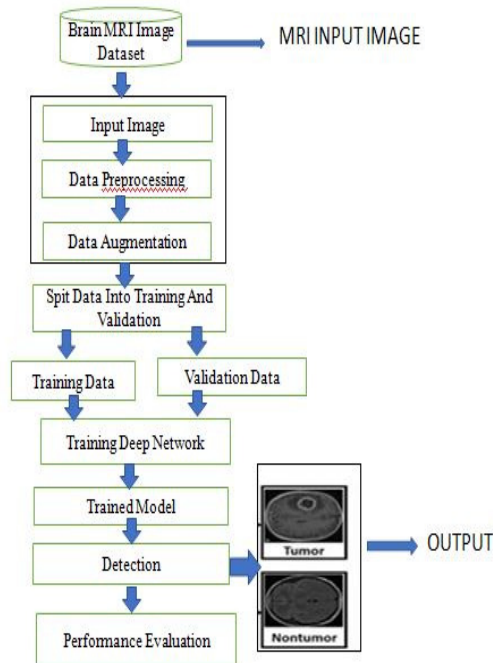 Brain MRI Image
Dataset
MRI INPUT IMAGE
Input Image
Data Preprocessing
Data Augmentation
Spit Data Into Training And
Validation
Training Data
Validation Data
Training Deep Network
Trained Model
Detection
Tumor
Nontumor
OUTPUT
Performance Evaluation